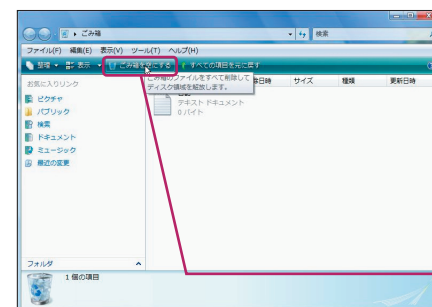 ごみ箱
検索
ファイル(F) 編集(E) 表示(V) ツール(T) ヘルプ(H)
整理 表示 ごみ箱を空にする すべての項目を元に戻す
お気に入りリンク
サイズ 種類 更新日時
ごみ箱のファイルをすべて削除して
ディスク領域を解放します。
テキスト ドキュメント
0 バイト
ピクチャ
パブリック
検索
ドキュメント
ミュージック
最近の変更
フォルダ
1 個の項目